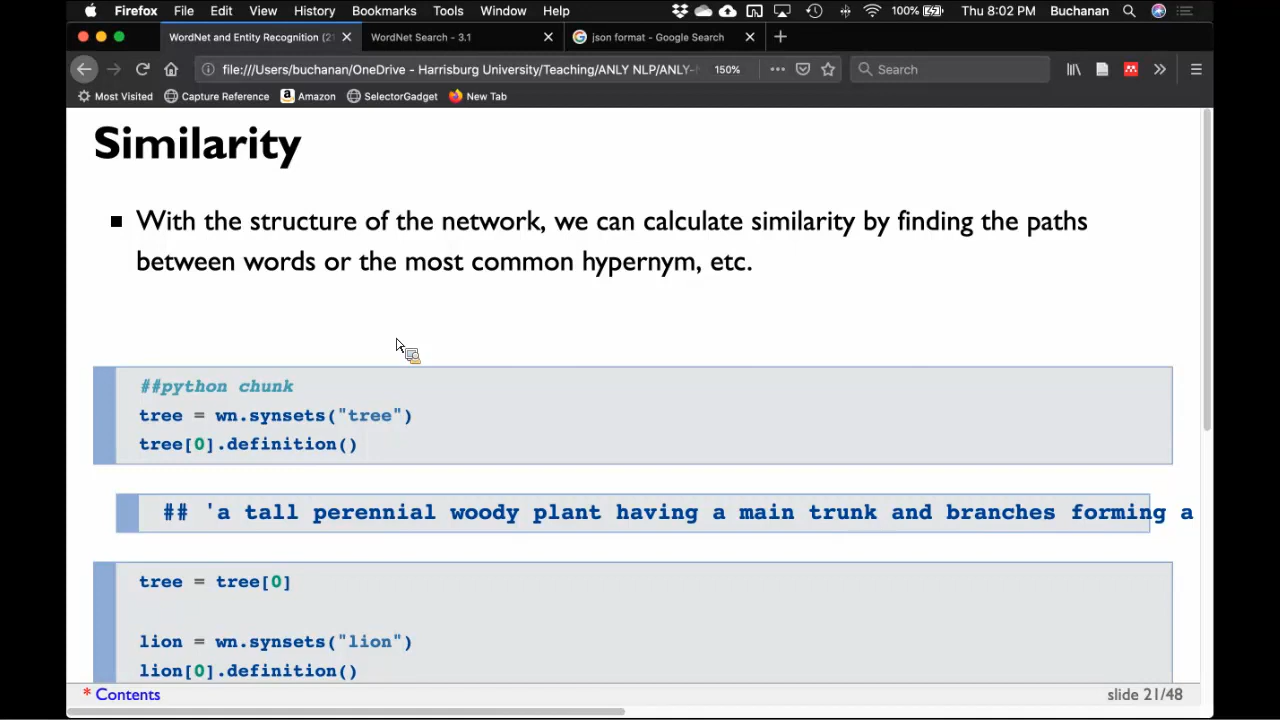 Firefox File Edit View History Bookmarks Tools Window Help 100% Thu 8:02 PM Buchanan
WordNet and Entity Recognition (2 WordNet Search - 3.1 json format - Google Search
file:///Users/buchanan/OneDrive - Harrisburg University/Teaching/ANLY NLP/ANLY- 150% Search
Most Visited Capture Reference Amazon SelectorGadget New Tab
Similarity
With the structure of the network, we can calculate similarity by finding the paths
between words or the most common hypernym, etc.
##python chunk
tree = wn.synsets("tree")
tree[0].definition()
## 'a tall perennial woody plant having a main trunk and branches forming a
tree = tree[0]
lion = wn.synsets("lion")
lion[0].definition()
* Contents slide 21/48